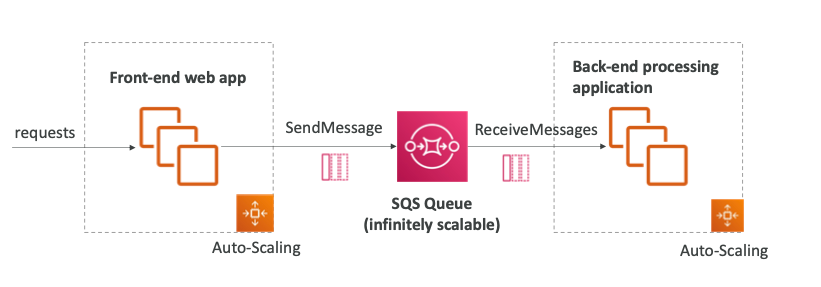 Front-end web app
Back-end processing
application
requests
SendMessage
ReceiveMessages
SQS Queue
(infinitely scalable)
Auto-Scaling
Auto-Scaling